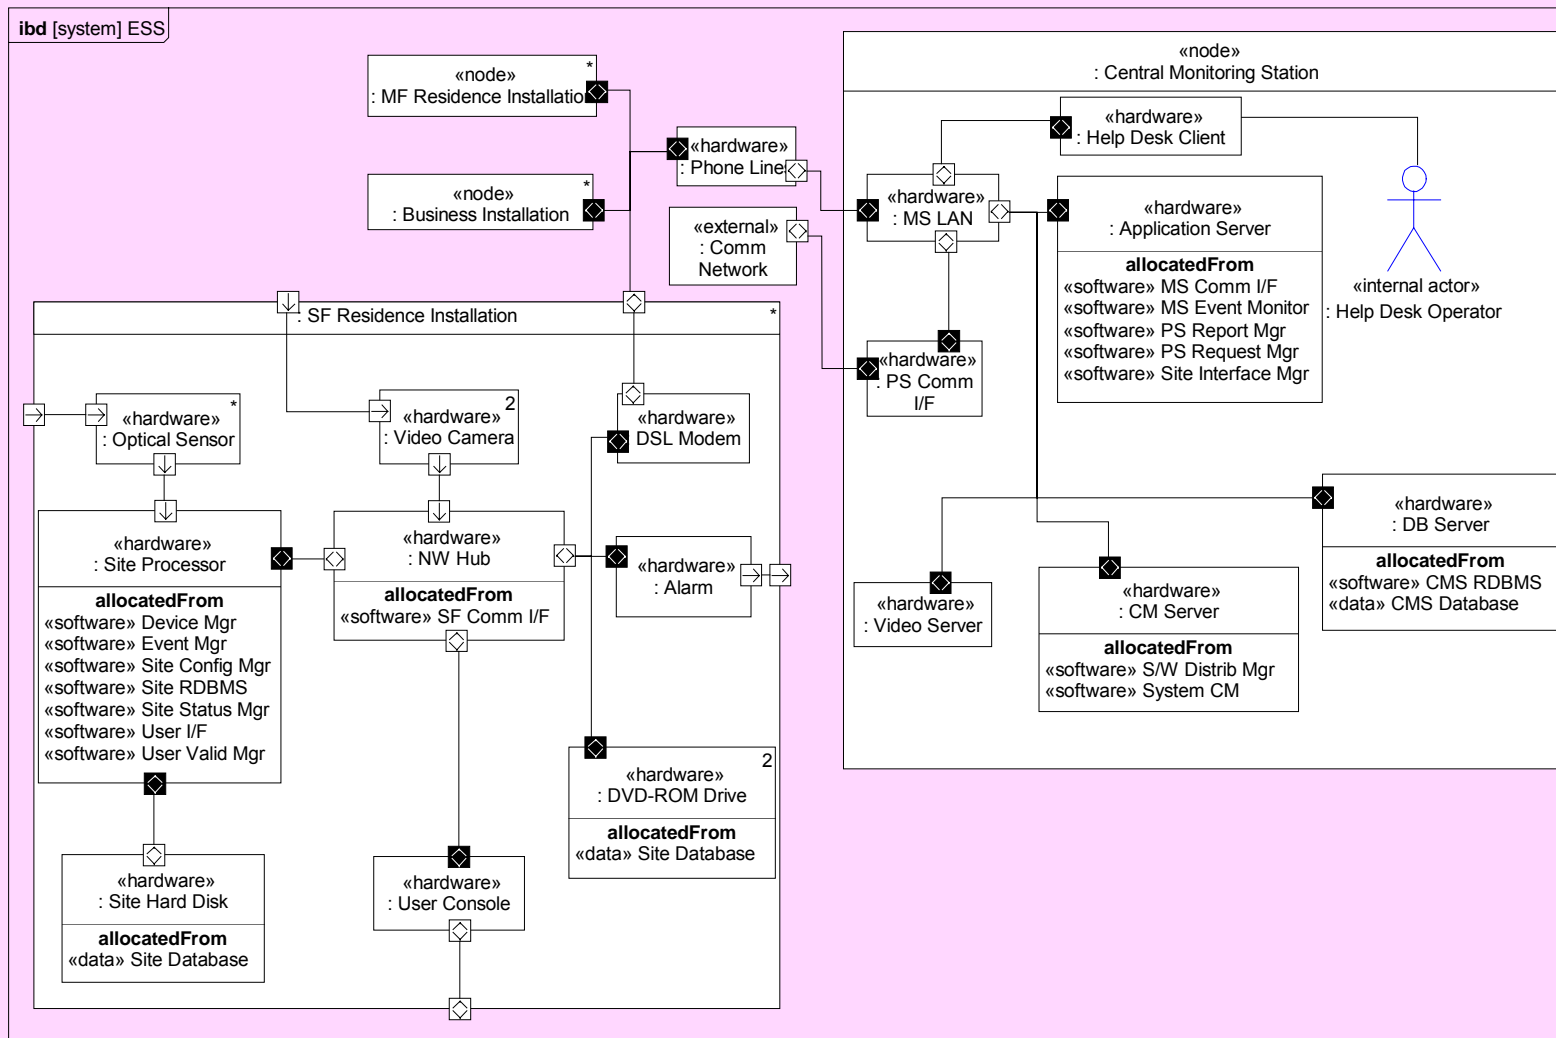 ibd [system] ESS
«node»
*
: MF Residence Installatio
«node»
*
: Business Installation
«hardware»
: Phone Line
«external»
: Comm
Network
: SF Residence Installation
*
«hardware»
*
: Optical Sensor
«hardware»
2
: Video Camera
«hardware»
DSL Modem
«hardware»
: Site Processor
allocatedFrom
«software» Device Mgr
«software» Event Mgr
«software» Site Config Mgr
«software» Site RDBMS
«software» Site Status Mgr
«software» User I/F
«software» User Valid Mgr
«hardware»
: NW Hub
allocatedFrom
«software» SF Comm I/F
«hardware»
: Alarm
2
«hardware»
: DVD-ROM Drive
allocatedFrom
«data» Site Database
«hardware»
: Site Hard Disk
allocatedFrom
«data» Site Database
«hardware»
: User Console
«node»
: Central Monitoring Station
«hardware»
: Help Desk Client
«hardware»
: MS LAN
«hardware»
: Application Server
allocatedFrom
«software» MS Comm I/F
«software» MS Event Monitor
«software» PS Report Mgr
«software» PS Request Mgr
«software» Site Interface Mgr
«internal actor»
: Help Desk Operator
«hardware»
: PS Comm
I/F
«hardware»
: DB Server
allocatedFrom
«software» CMS RDBMS
«data» CMS Database
«hardware»
: Video Server
«hardware»
: CM Server
allocatedFrom
«software» S/W Distrib Mgr
«software» System CM